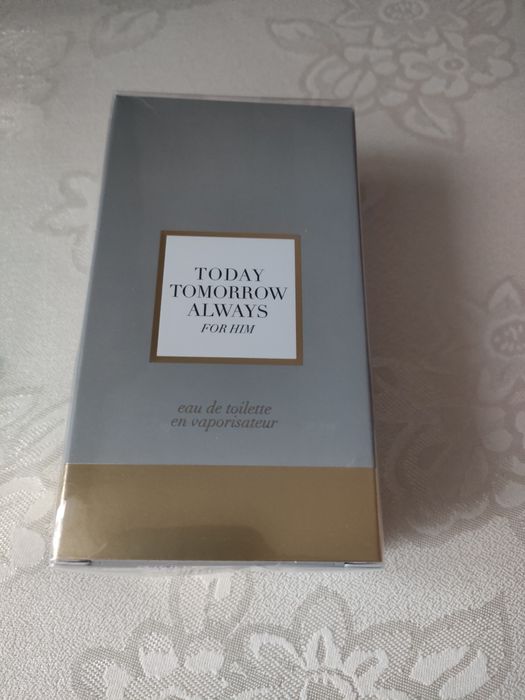 TODAY
TOMORROW
ALWAYS
FOR HIM
eau de toilette
en vaporisateur